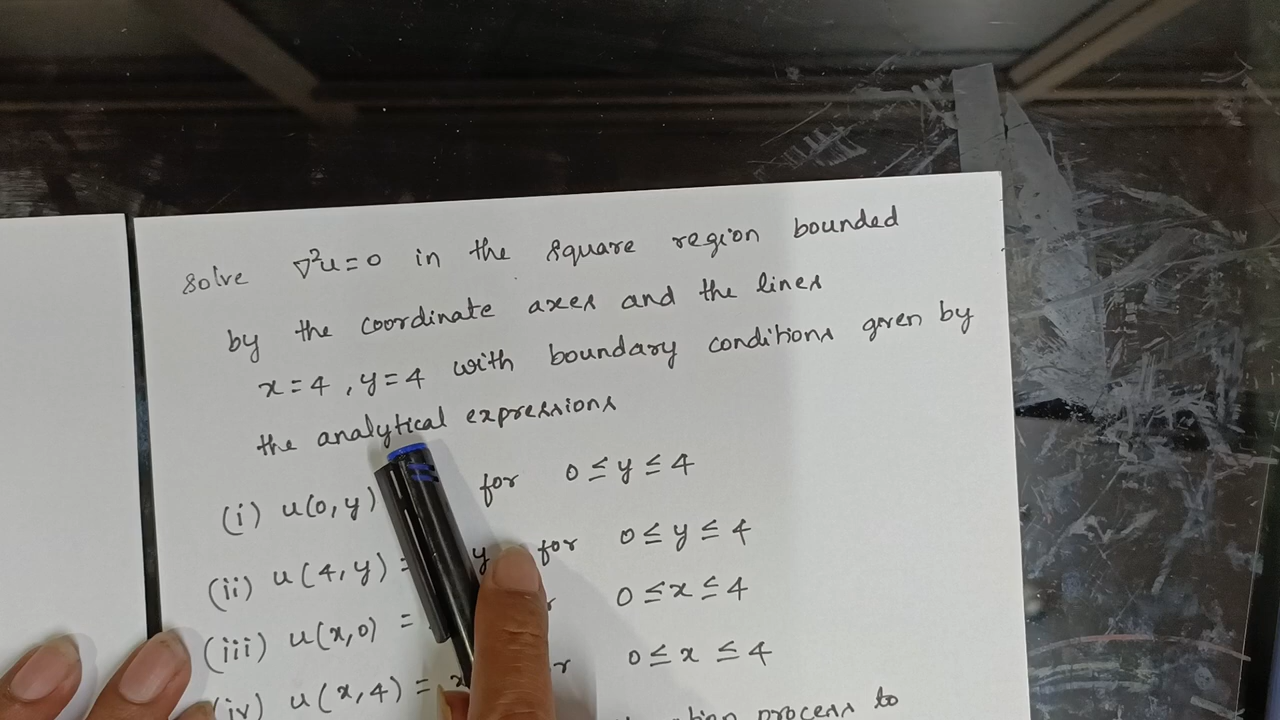 Solve ∇²u=0 in the square region bounded
by the coordinate axes and the lines
x=4, y=4 with boundary conditions given by
the analytical expressions
(i) u(0,y) for 0≤y≤4
(ii) u(4,y) = y for 0≤y≤4
(iii) u(x,0) = 0≤x≤4
(iv) u(x,4) = x 0≤x≤4
process to